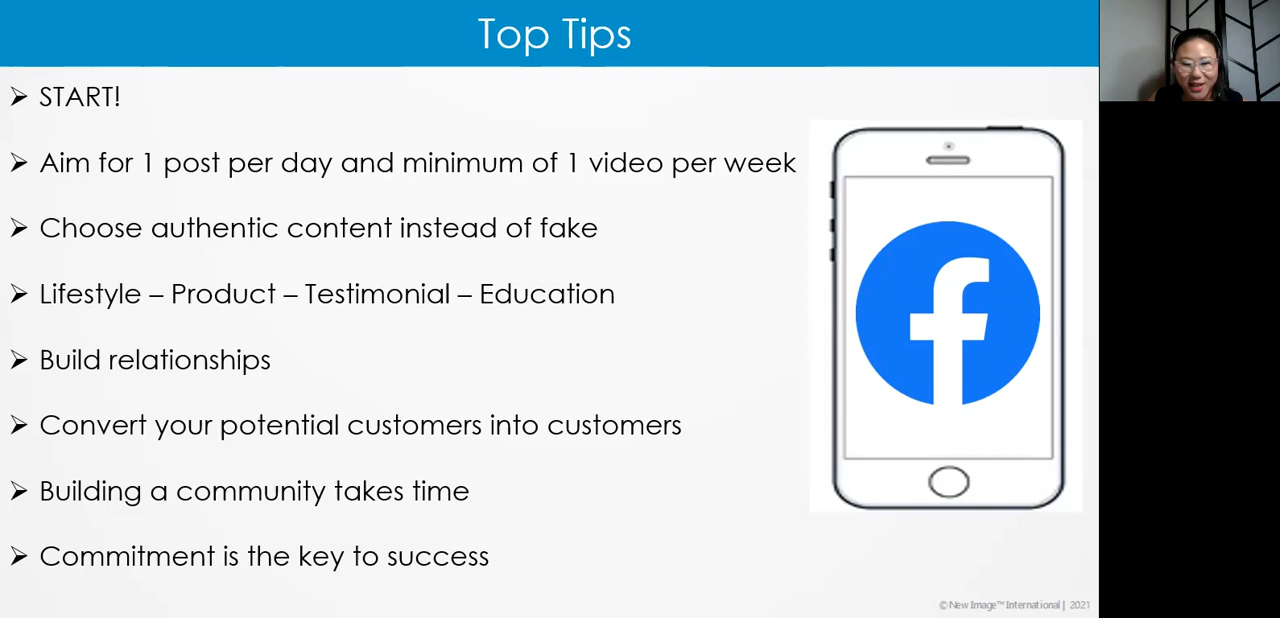 Top Tips
START!
Aim for 1 post per day and minimum of 1 video per week
Choose authentic content instead of fake
Lifestyle – Product – Testimonial – Education
Build relationships
Convert your potential customers into customers
Building a community takes time
Commitment is the key to success
© New Image™ International | 2021